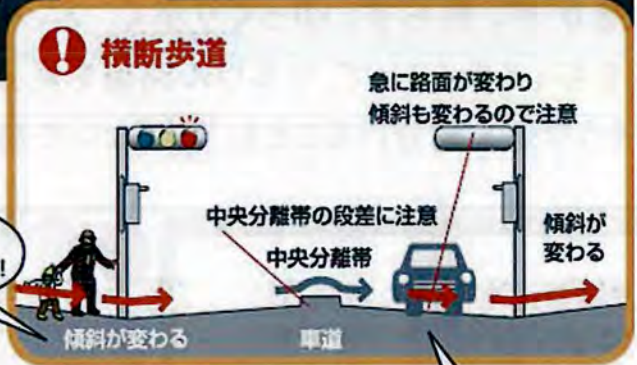 横断歩道
急に路面が変わり
傾斜も変わるので注意
中央分離帯の段差に注意
中央分離帯
傾斜が
変わる
!
傾斜が変わる
車道